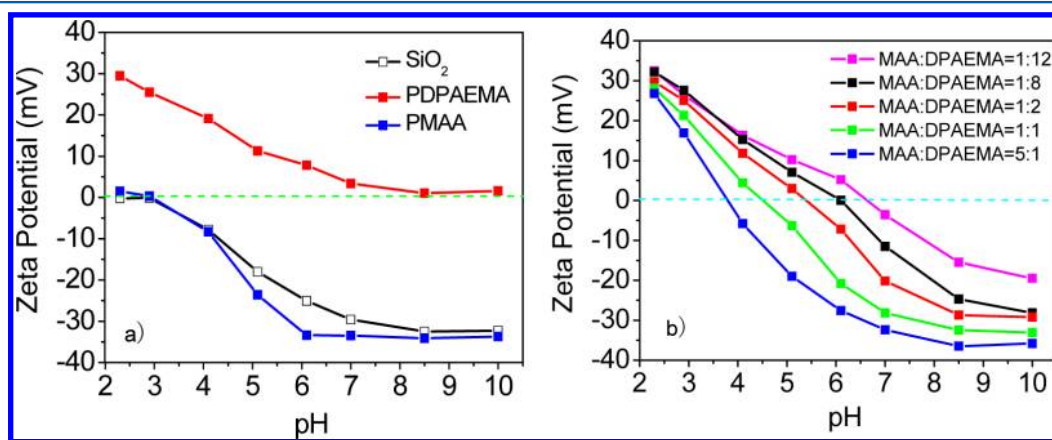 40
30
20
10
0
-10
-20
-30
-40
Zeta Potential (mV)
SiO₂
PDPAEMA
PMAA
a)
2 3 4 5 6 7 8 9 10
pH
40
30
20
10
0
-10
-20
-30
-40
Zeta Potential (mV)
MAA:DPAEMA=1:12
MAA:DPAEMA=1:8
MAA:DPAEMA=1:2
MAA:DPAEMA=1:1
MAA:DPAEMA=5:1
b)
2 3 4 5 6 7 8 9 10
pH